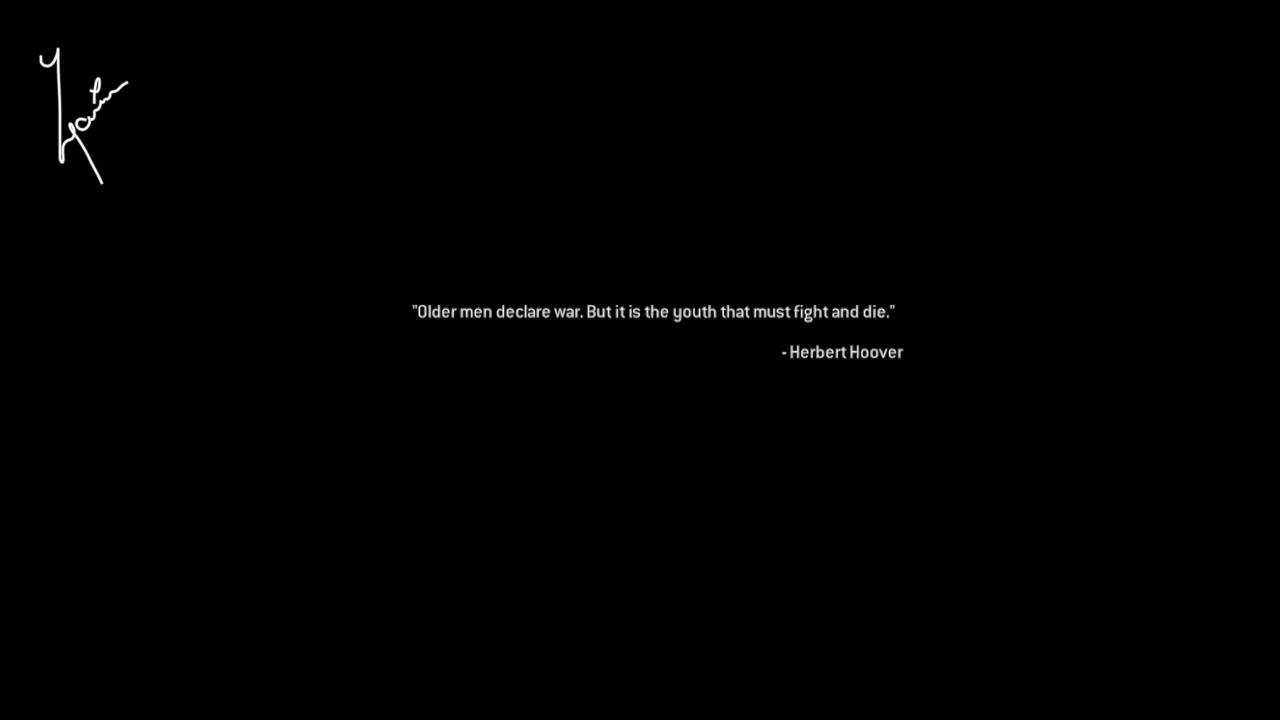 "Older men declare war. But it is the youth that must fight and die."
- Herbert Hoover